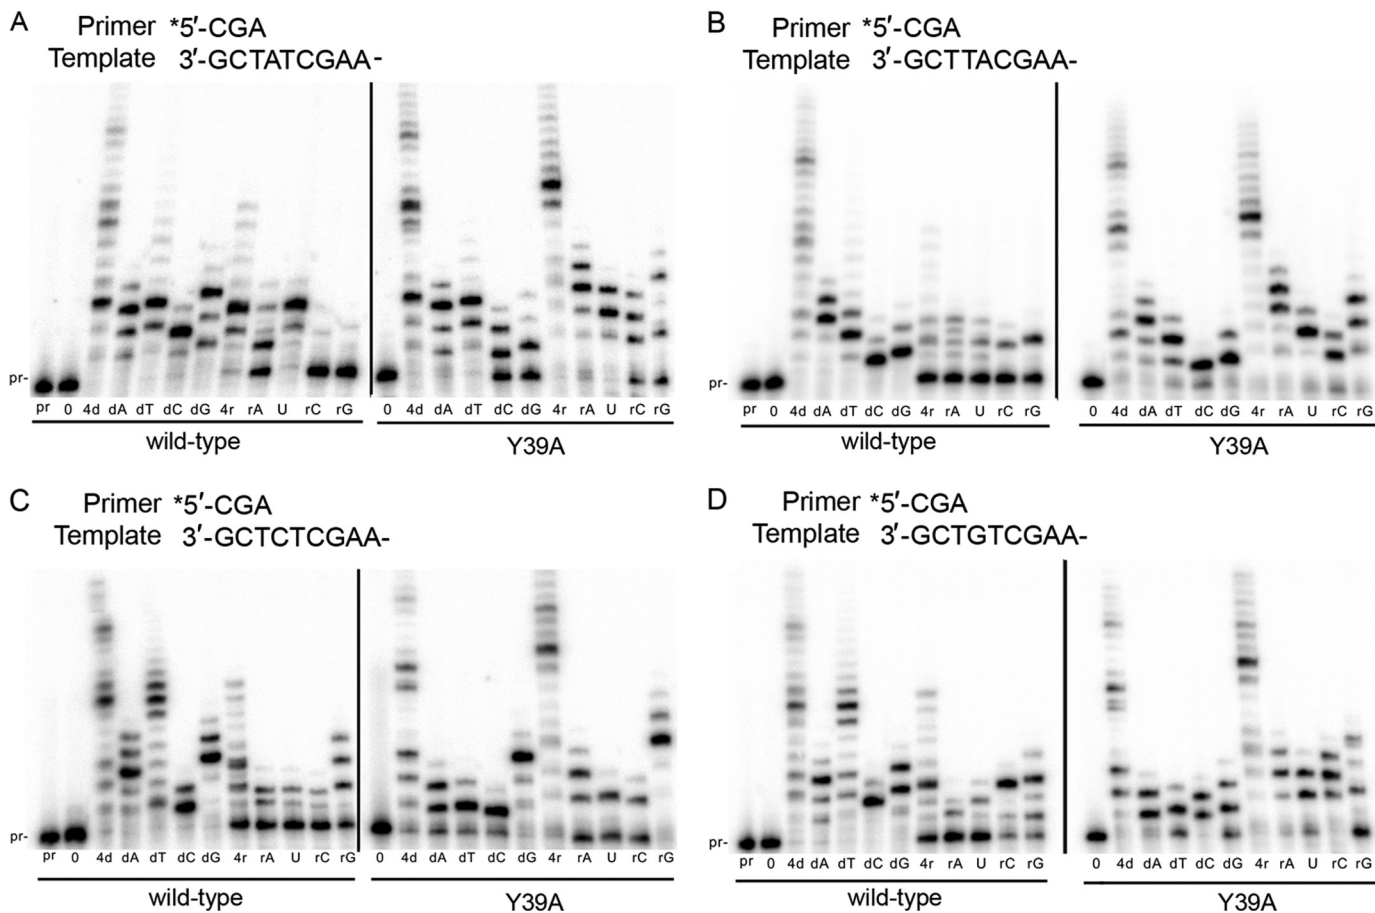 A
Primer *5′-CGA
Template 3′-GCTATCGAA-
pr-
pr 0 4d dA dT dC dG 4r rA U rC rG
wild-type
0 4d dA dT dC dG 4r rA U rC rG
Y39A
B
Primer *5′-CGA
Template 3′-GCTTACGAA-
pr-
pr 0 4d dA dT dC dG 4r rA U rC rG
wild-type
0 4d dA dT dC dG 4r rA U rC rG
Y39A
C
Primer *5′-CGA
Template 3′-GCTCTCGAA-
pr-
pr 0 4d dA dT dC dG 4r rA U rC rG
wild-type
0 4d dA dT dC dG 4r rA U rC rG
Y39A
D
Primer *5′-CGA
Template 3′-GCTGTCGAA-
pr-
pr 0 4d dA dT dC dG 4r rA U rC rG
wild-type
0 4d dA dT dC dG 4r rA U rC rG
Y39A